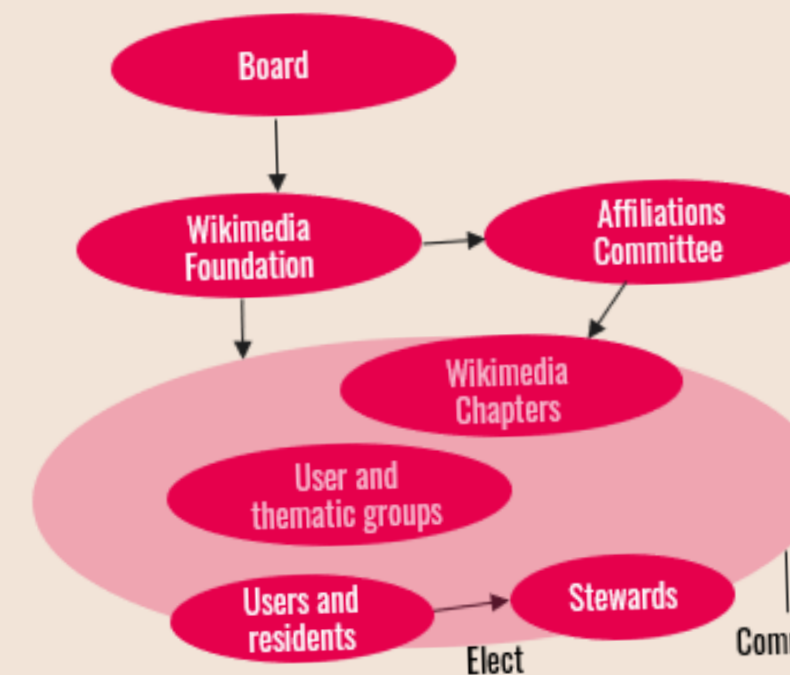 Board
Wikimedia
Foundation
Affiliations
Committee
Wikimedia
Chapters
User and
thematic groups
Users and
residents
Stewards
Elect